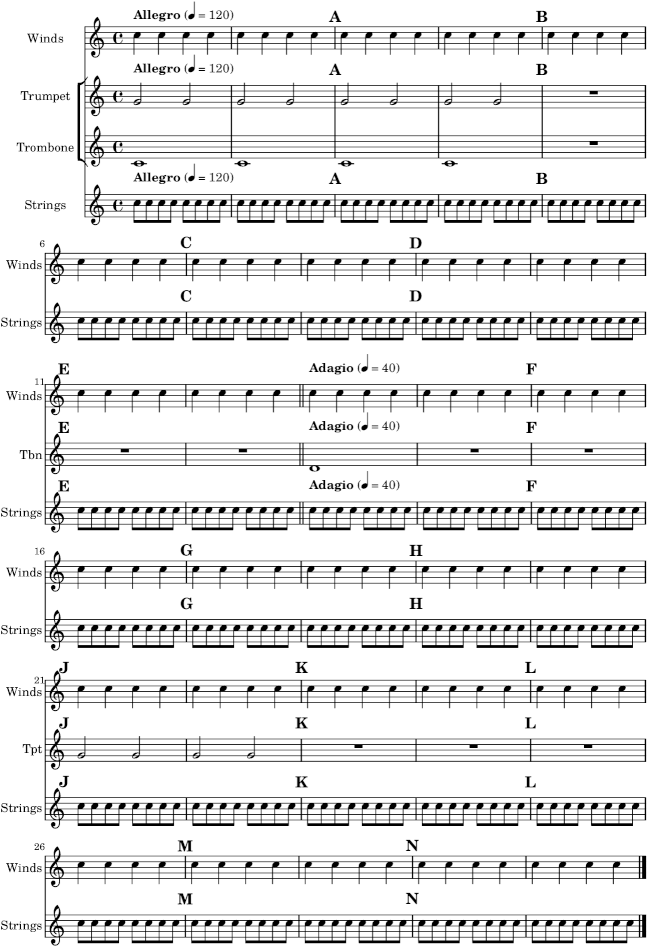 Allegro (♩ = 120) A B
Winds
Allegro (♩ = 120) A B
Trumpet
Trombone
Allegro (♩ = 120) A B
Strings
6 C D
Winds
C D
Strings
E Adagio (♩ = 40) F
11
Winds
E Adagio (♩ = 40) F
Tbn
E Adagio (♩ = 40) F
Strings
16 G H
Winds
G H
Strings
J K L
21
Winds
J K L
Tpt
J K L
Strings
26 M N
Winds
M N
Strings